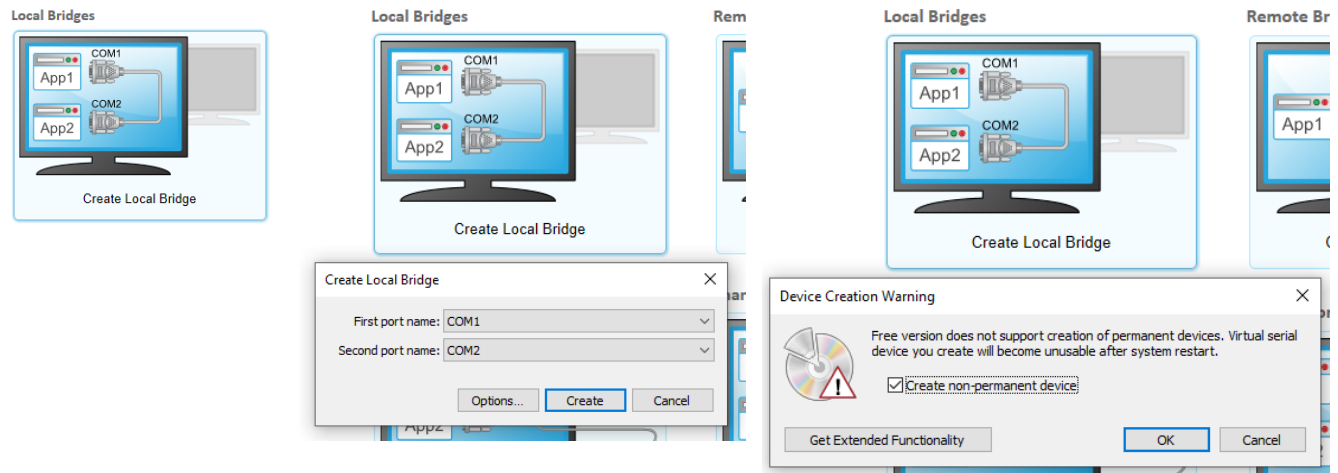 Local Bridges
COM1
App1
COM2
App2
Create Local Bridge
Local Bridges
Rem
COM1
App1
COM2
App2
Create Local Bridge
Create Local Bridge
First port name: COM1
Second port name: COM2
Options...
Create
Cancel
App2
Local Bridges
Remote Br
COM1
App1
COM2
App2
Create Local Bridge
App1
Device Creation Warning
Free version does not support creation of permanent devices. Virtual serial
device you create will become unusable after system restart.
Create non-permanent device
Get Extended Functionality
OK
Cancel